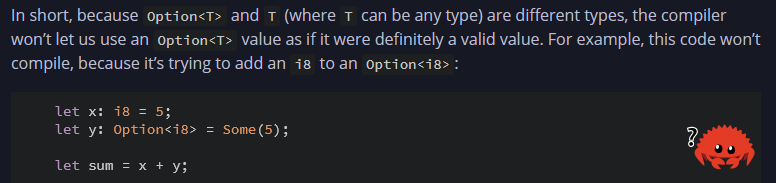 In short, because Option<T> and T (where T can be any type) are different types, the compiler
won’t let us use an Option<T> value as if it were definitely a valid value. For example, this code won’t
compile, because it’s trying to add an i8 to an Option<i8>:
let x: i8 = 5;
let y: Option<i8> = Some(5);
let sum = x + y;
?